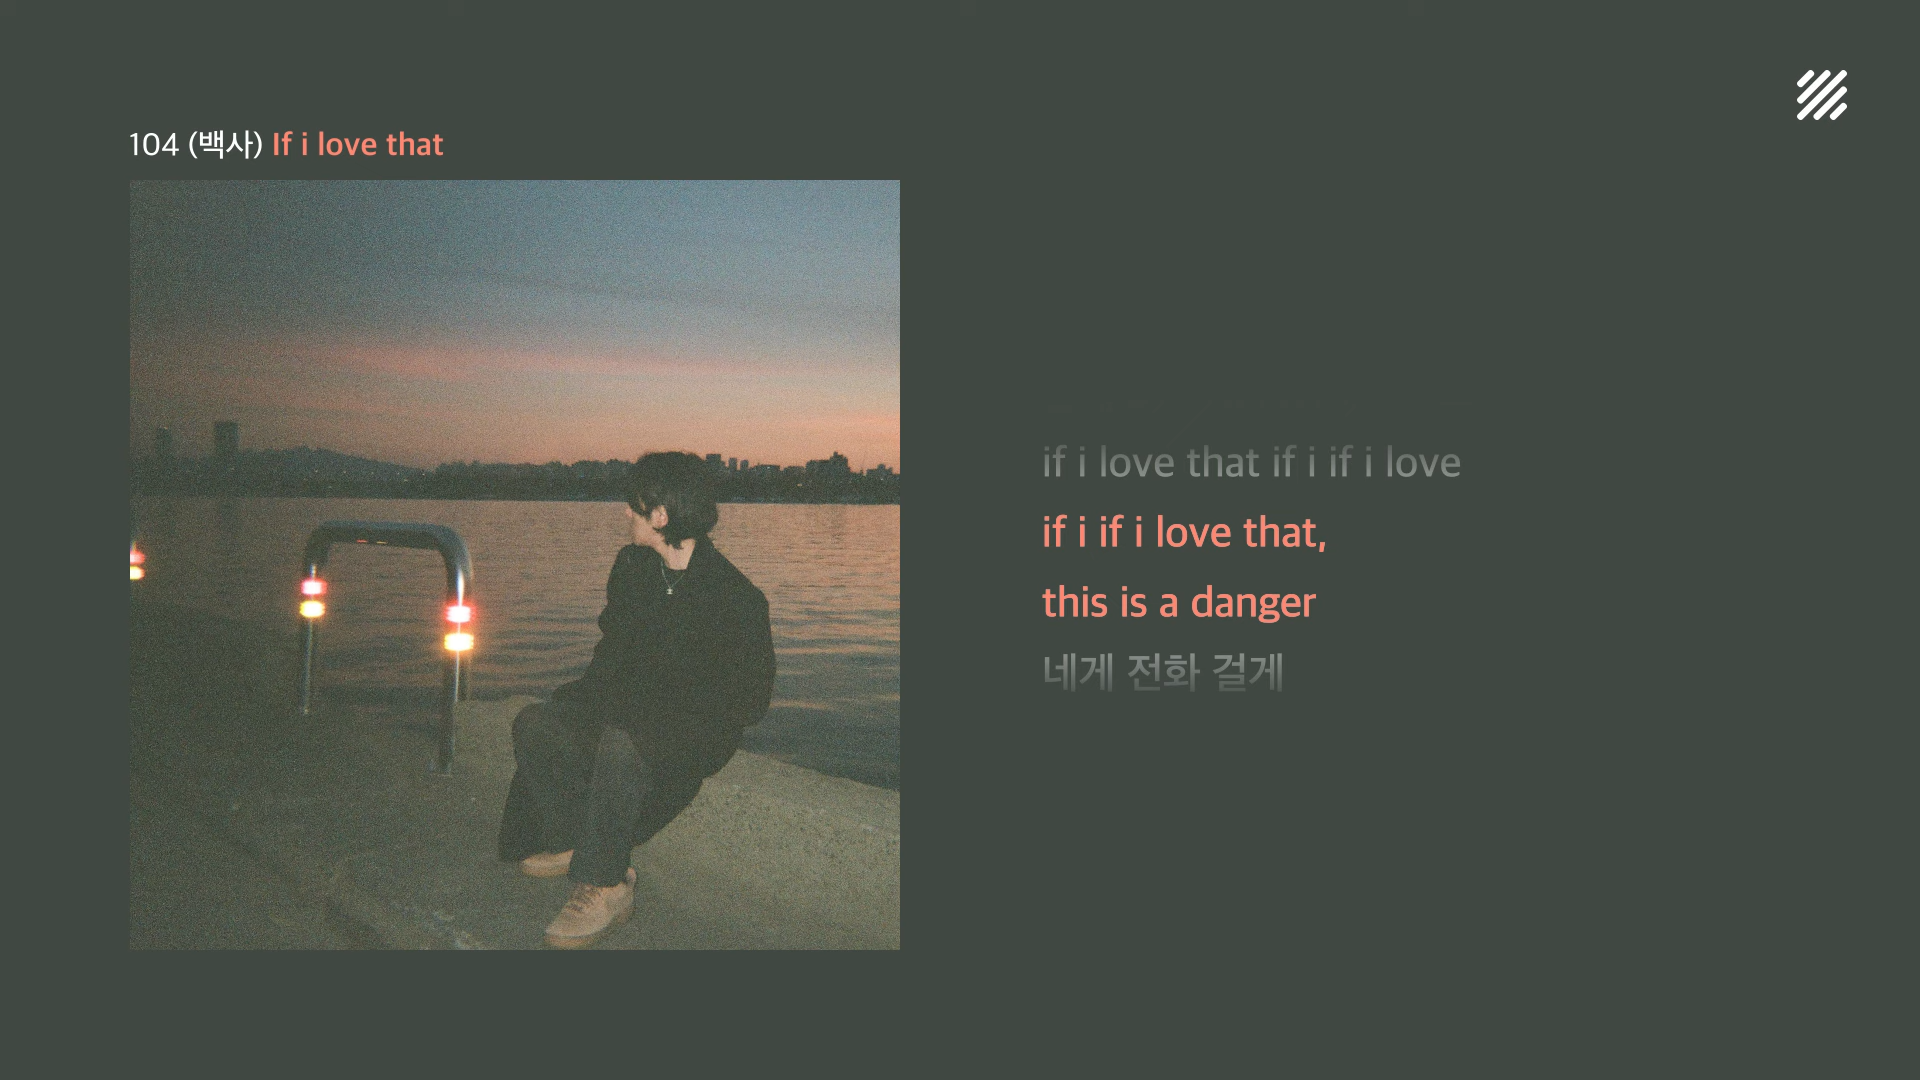 104 (백사) If i love that
if i love that if i if i love
if i if i love that,
this is a danger
네게 전화 걸게